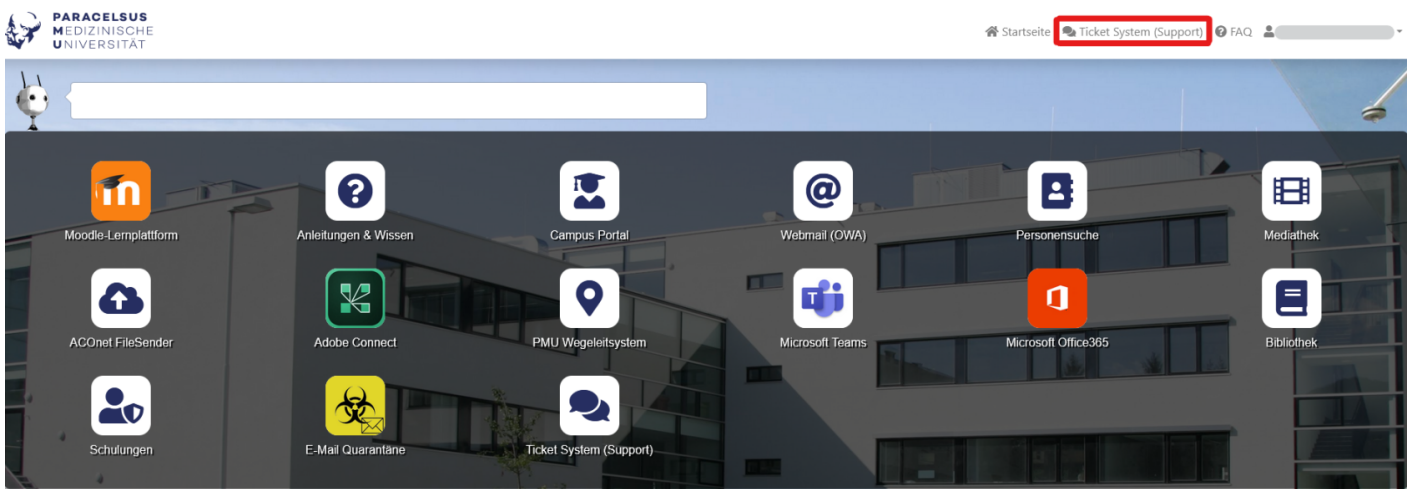 PARACELSUS
MEDIZINISCHE
UNIVERSITÄT
Startseite
Ticket System (Support)
FAQ
Moodle-Lernplattform
Anleitungen & Wissen
Campus Portal
Webmail (OWA)
Personensuche
Mediathek
ACOnet FileSender
Adobe Connect
PMU Wegeleitsystem
Microsoft Teams
Microsoft Office365
Bibliothek
Schulungen
E-Mail Quarantäne
Ticket System (Support)